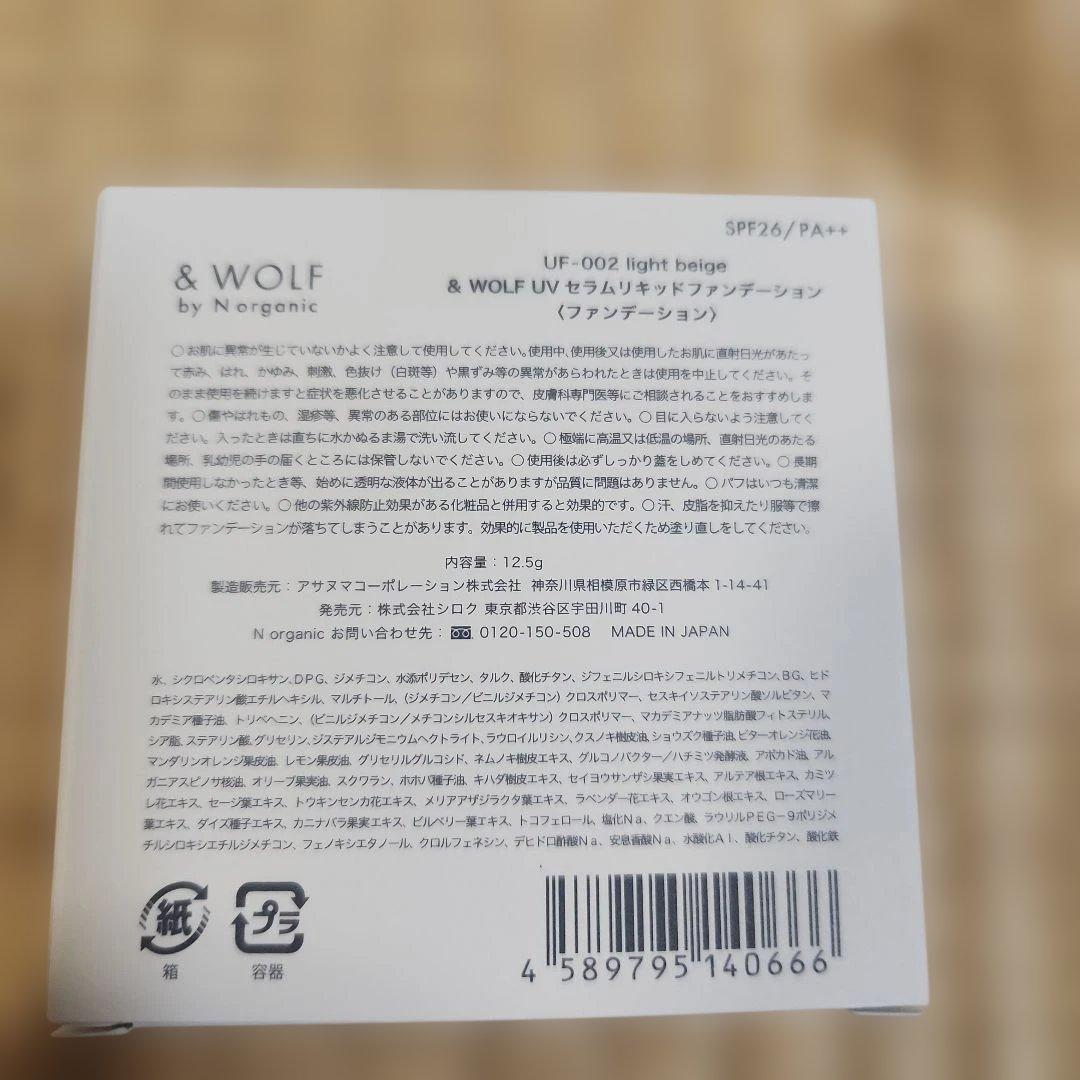 SPF26/PA++
& WOLF
by N organic
UF-002 light beige
& WOLF UV セラムリキッドファンデーション
〈ファンデーション〉
○お肌に異常が生じていないかよく注意して使用してください。使用中、使用後又は使用したお肌に直射日光があたっ
て赤み、はれ、かゆみ、刺激、色抜け（白斑等）や黒ずみ等の異常があらわれたときは使用を中止してください。そ
のまま使用を続けますと症状を悪化させることがありますので、皮膚科専門医等にご相談されることをおすすめしま
す。○傷やはれもの、湿疹等、異常のある部位にはお使いにならないでください。○目に入らないよう注意してく
ださい。入ったときは直ちに水かぬるま湯で洗い流してください。○極端に高温又は低温の場所、直射日光のあたる
場所、乳幼児の手の届くところには保管しないでください。○使用後は必ずしっかり蓋をしめてください。○長期
間使用しなかったとき等、始めに透明な液体が出ることがありますが品質に問題はありません。○パフはいつも清潔
にお使いください。○他の紫外線防止効果がある化粧品と併用すると効果的です。○汗、皮脂を抑えたり服等で擦
れてファンデーションが落ちてしまうことがあります。効果的に製品を使用いただくため塗り直しをしてください。
内容量：12.5g
製造販売元：アサヌマコーポレーション株式会社 神奈川県相模原市緑区西橋本1-14-41
発売元：株式会社シロク 東京都渋谷区宇田川町40-1
N organic お問い合わせ先： 0120-150-508 MADE IN JAPAN
水、シクロペンタシロキサン、DPG、ジメチコン、水添ポリデセン、タルク、酸化チタン、ジフェニルシロキシフェニルトリメチコン、BG、ヒド
ロキシステアリン酸エチルヘキシル、マルチトール、（ジメチコン／ビニルジメチコン）クロスポリマー、セスキイソステアリン酸ソルビタン、マ
カデミア種子油、トリベヘニン、（ビニルジメチコン／メチコンシルセスキオキサン）クロスポリマー、マカデミアナッツ脂肪酸フィトステリル、
シア脂、ステアリン酸、グリセリン、ジステアルジモニウムヘクトライト、ラウロイルリシン、クスノキ樹皮油、ショウズク種子油、ビターオレンジ花油、
マンダリンオレンジ果皮油、レモン果皮油、グリセリルグルコシド、ネムノキ樹皮エキス、グルコノバクター／ハチミツ発酵液、アボカド油、アル
ガニアスピノサ核油、オリーブ果実油、スクワラン、ホホバ種子油、キハダ樹皮エキス、セイヨウサンザシ果実エキス、アルテア根エキス、カミツ
レ花エキス、セージ葉エキス、トウキンセンカ花エキス、メリアアザジラクタ葉エキス、ラベンダー花エキス、オウゴン根エキス、ローズマリー
葉エキス、ダイズ種子エキス、カニナバラ果実エキス、ビルベリー葉エキス、トコフェロール、塩化Na、クエン酸、ラウリルPEG-9ポリジメ
チルシロキシエチルジメチコン、フェノキシエタノール、クロルフェネシン、デヒドロ酢酸Na、安息香酸Na、水酸化Al、酸化チタン、酸化鉄
紙
箱
プラ
容器
4 589795 140666